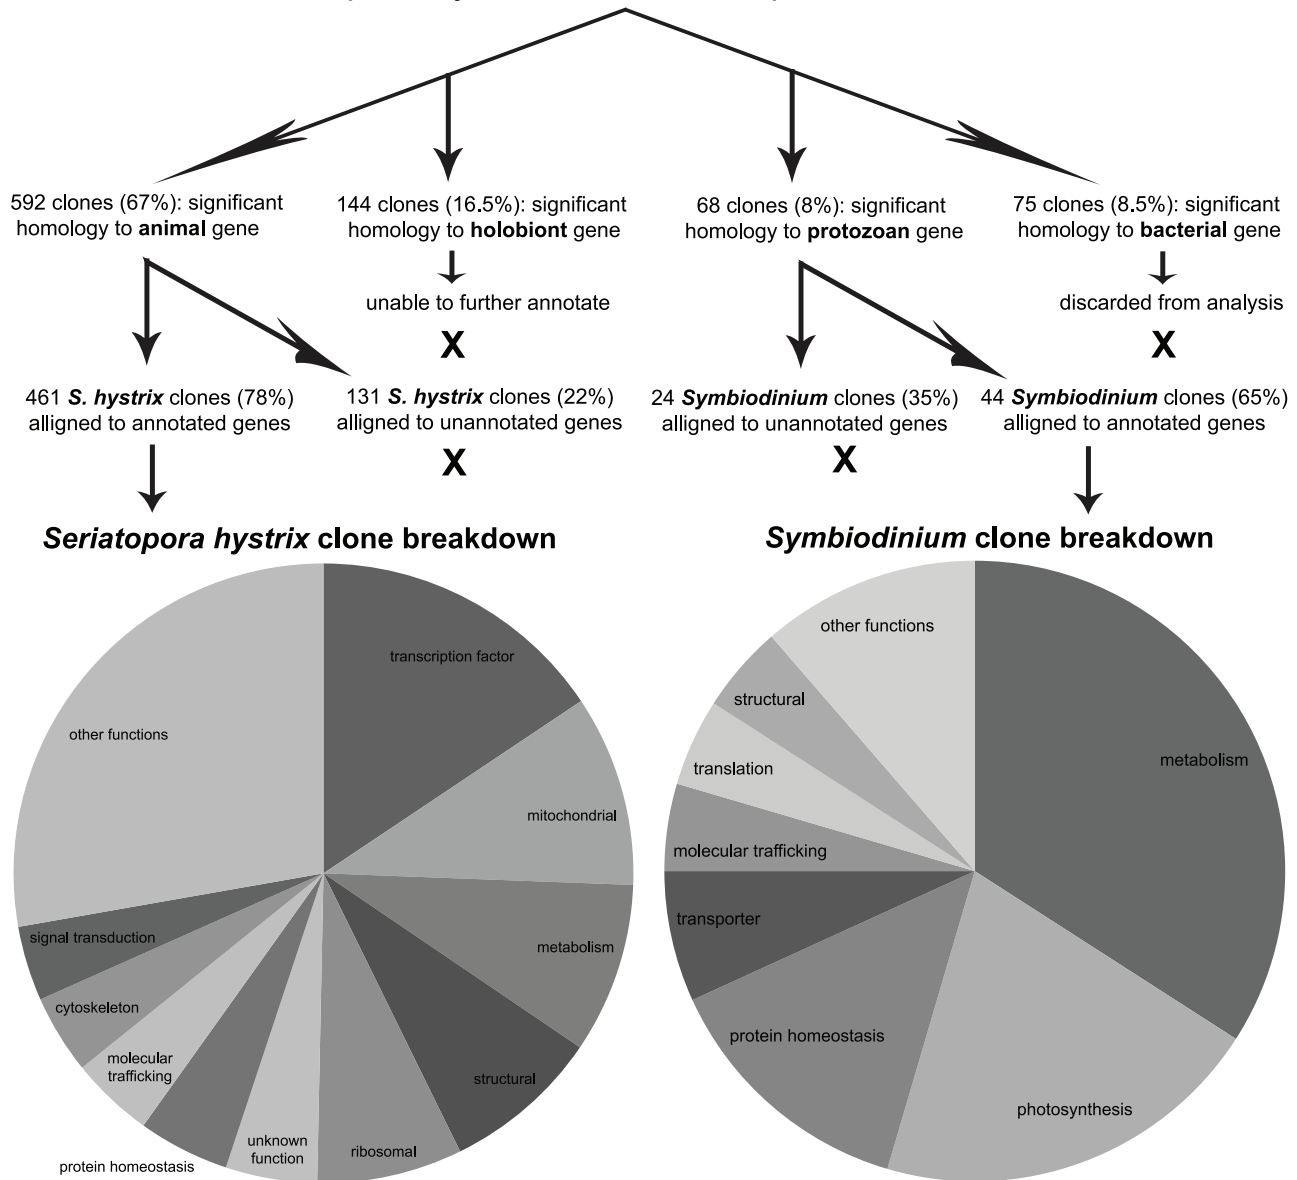 592 clones (67%): significant
homology to animal gene
144 clones (16.5%): significant
homology to holobiont gene
68 clones (8%): significant
homology to protozoan gene
75 clones (8.5%): significant
homology to bacterial gene
unable to further annotate
X
discarded from analysis
X
461 S. hystrix clones (78%)
alligned to annotated genes
131 S. hystrix clones (22%)
alligned to unannotated genes
X
24 Symbiodinium clones (35%)
alligned to unannotated genes
X
44 Symbiodinium clones (65%)
alligned to annotated genes
Seriatopora hystrix clone breakdown
transcription factor
mitochondrial
metabolism
structural
ribosomal
unknown
function
protein homeostasis
molecular
trafficking
cytoskeleton
signal transduction
other functions
Symbiodinium clone breakdown
metabolism
photosynthesis
protein homeostasis
transporter
molecular trafficking
translation
structural
other functions